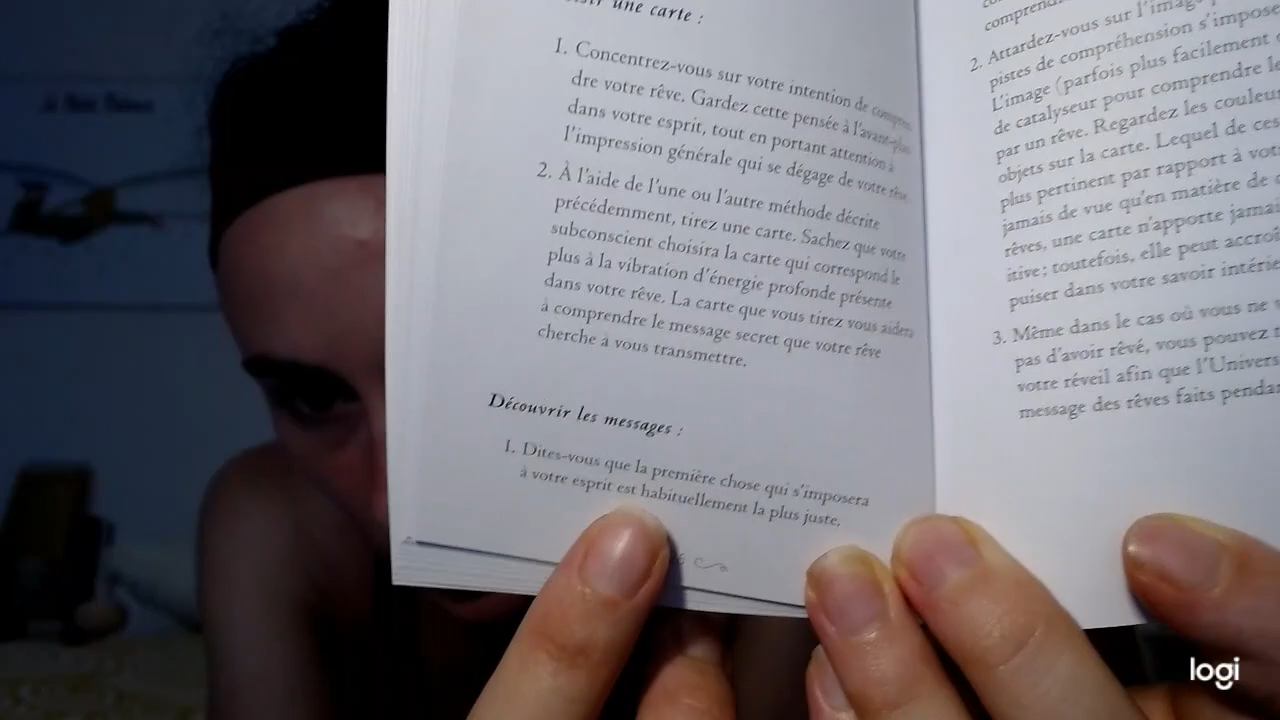 une carte :
1. Concentrez-vous sur votre intention de
dre votre rêve. Gardez cette pensée à l'avant-plan
dans votre esprit, tout en portant attention à
l'impression générale qui se dégage de votre rêve.
2. À l'aide de l'une ou l'autre méthode décrite
précédemment, tirez une carte. Sachez que votre
subconscient choisira la carte qui correspond le
plus à la vibration d'énergie profonde présente
dans votre rêve. La carte que vous tirez vous aidera
à comprendre le message secret que votre rêve
cherche à vous transmettre.
Découvrir les messages :
1. Dites-vous que la première chose qui s'imposera
à votre esprit est habituellement la plus juste.
2. Attardez-vous sur l'image
pistes de compréhension s'impose
L'image (parfois plus facilement
de catalyseur pour comprendre le
par un rêve. Regardez les couleur
objets sur la carte. Lequel de ces
plus pertinent par rapport à vot
jamais de vue qu'en matière de
rêves, une carte n'apporte jamai
itive ; toutefois, elle peut accroî
puiser dans votre savoir intérie
3. Même dans le cas où vous ne
pas d'avoir rêvé, vous pouvez
votre réveil afin que l'Univers
message des rêves faits pendan
logi